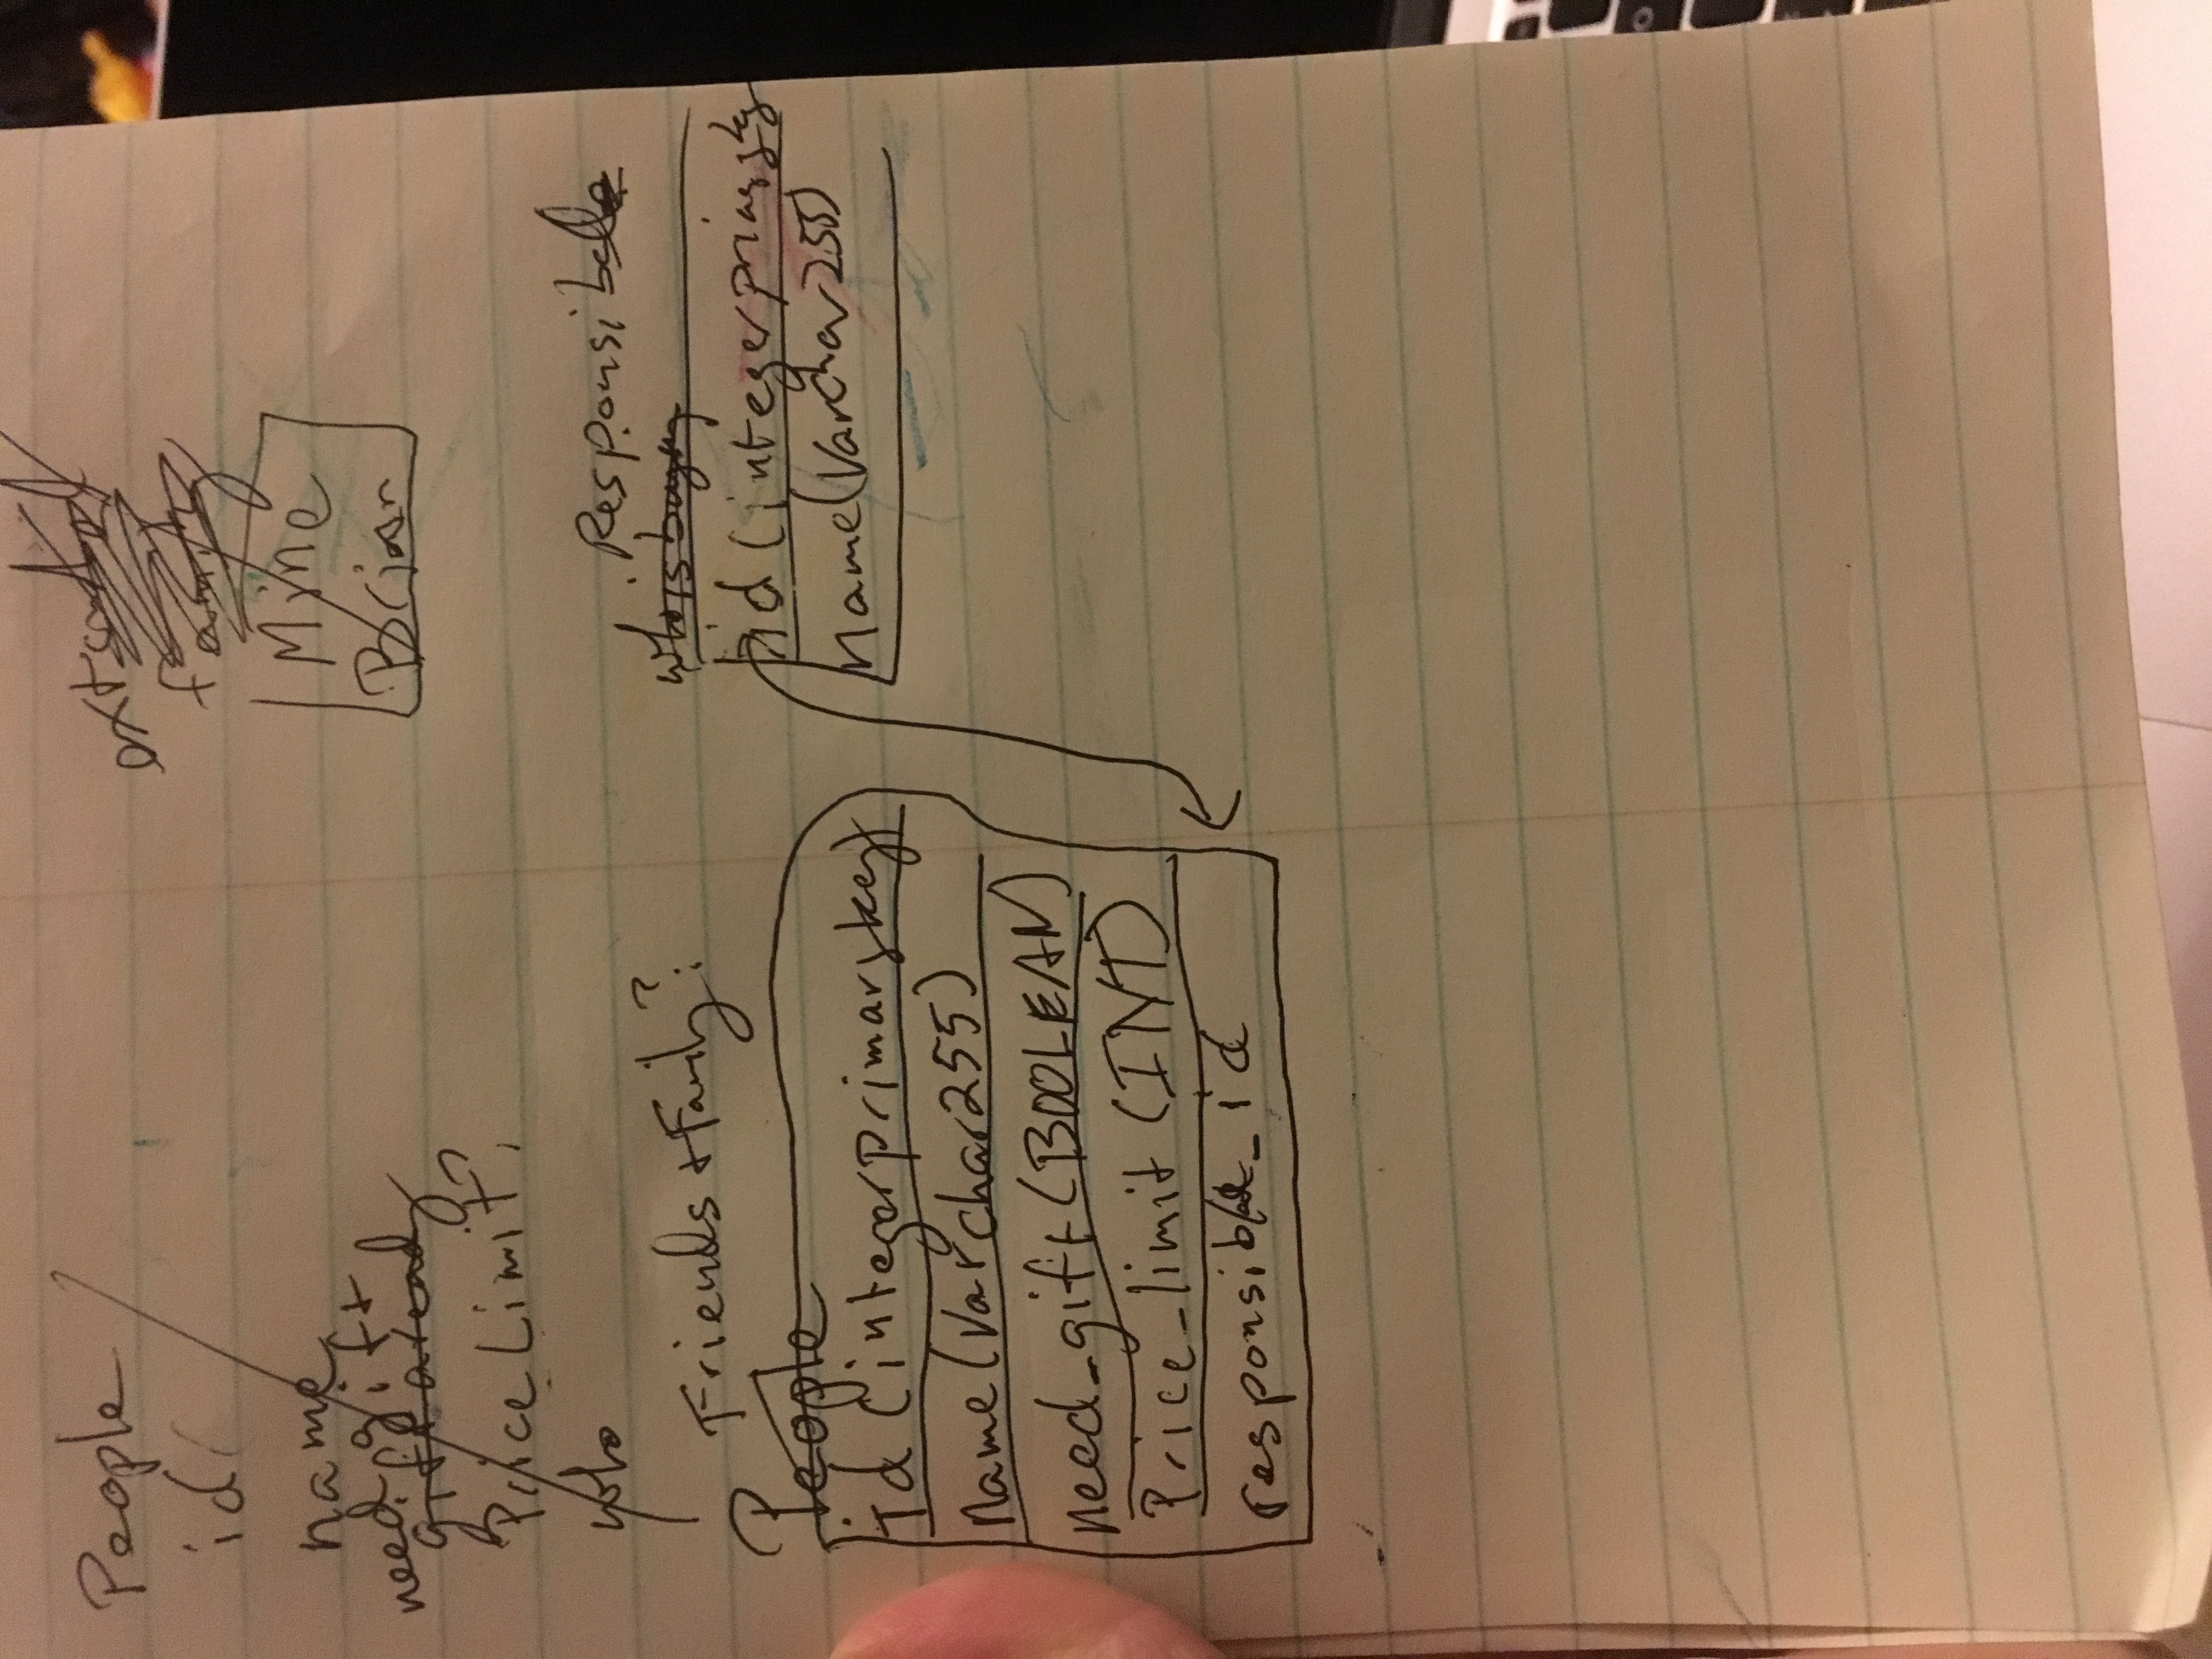 People
id (
name
need gift
gift aready
Price Limit?
who
extended
family
Mine
Brian
Friends + Family?
People
id (integer primary key)
name (Varchar 255)
need_gift (BOOLEAN)
Price_limit (INT)
responsible_id
Responsible
who is buying
id (integer primary key
name (Varchar 255)